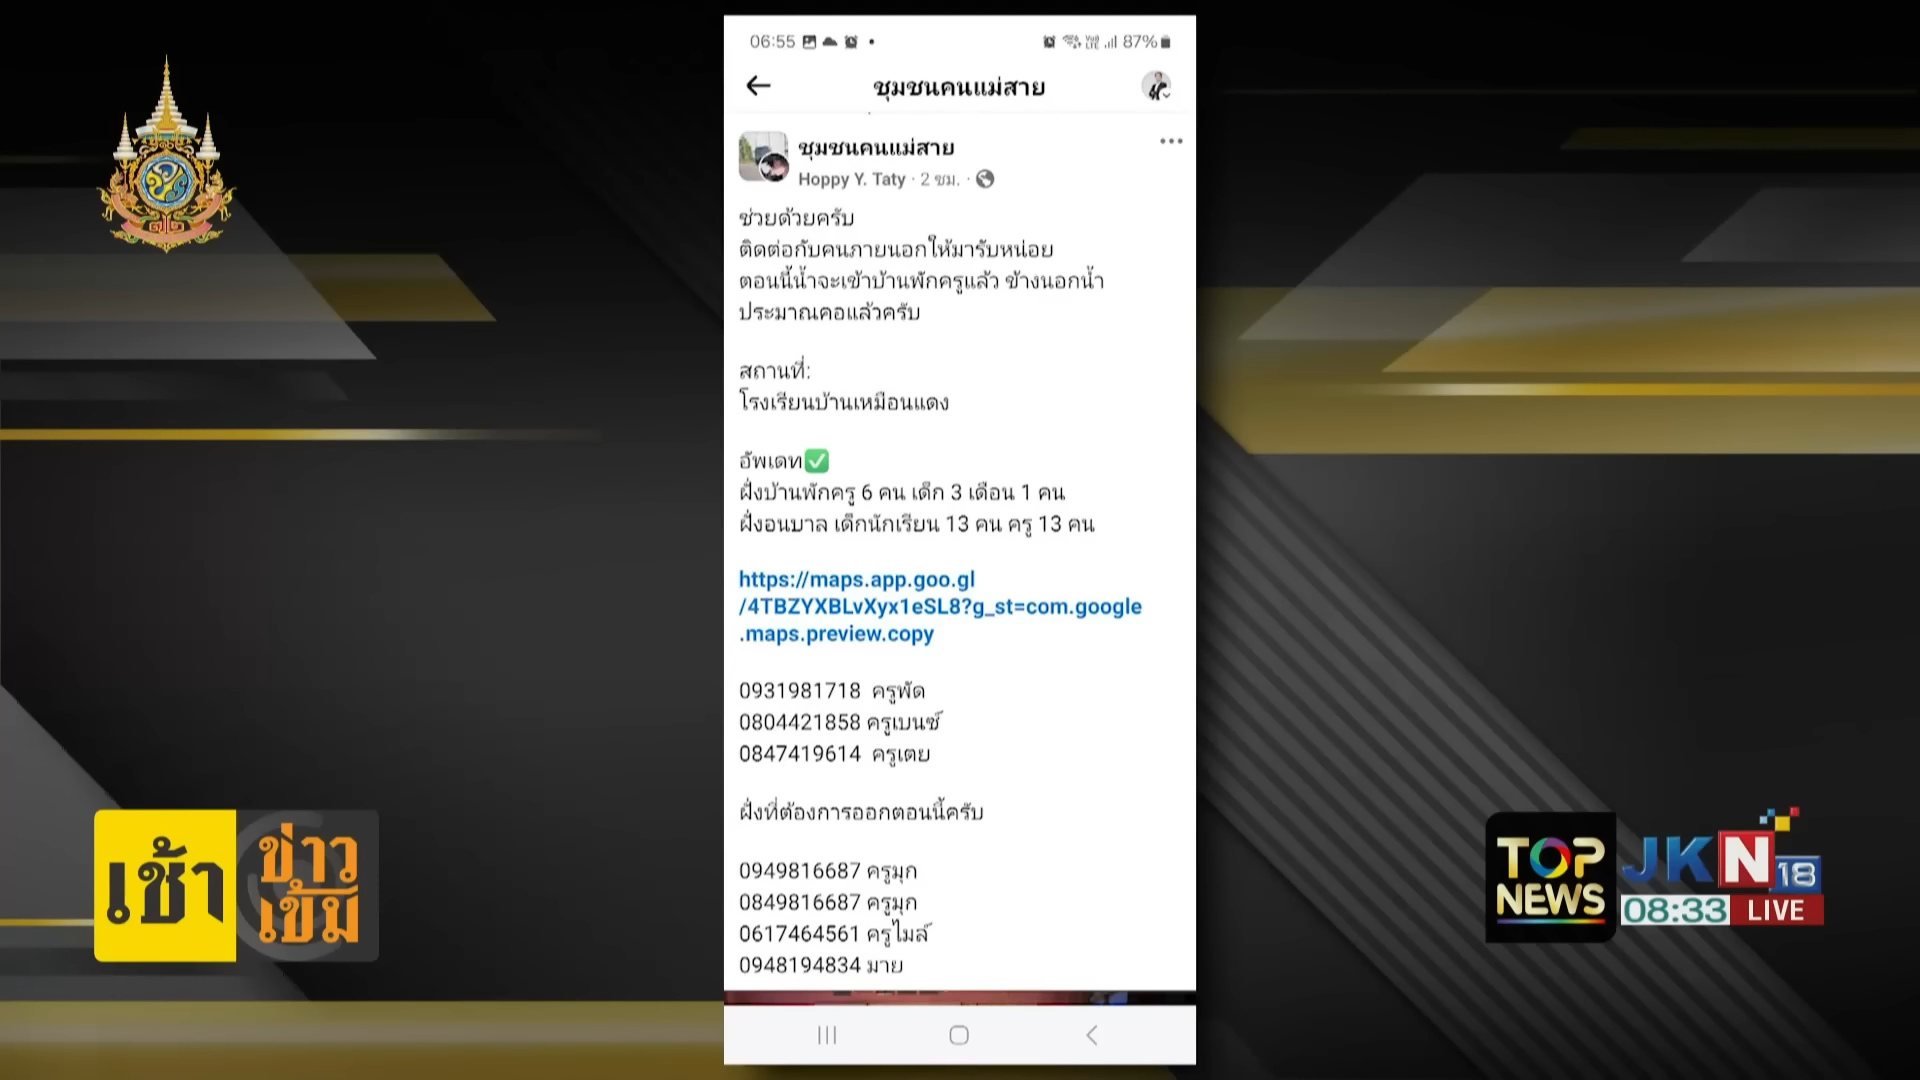 06:55
87%
ชุมชนคนแม่สาย
ชุมชนคนแม่สาย
Hoppy Y. Taty · 2 ชม. ·
ช่วยด้วยครับ
ติดต่อกับคนภายนอกให้มารับหน่อย
ตอนนี้น้ำจะเข้าบ้านพักครูแล้ว ข้างนอกน้ำ
ประมาณคอแล้วครับ
สถานที่:
โรงเรียนบ้านเหมืองแดง
อัพเดท✅
ฝั่งบ้านพักครู 6 คน เด็ก 3 เดือน 1 คน
ฝั่งอนุบาล เด็กนักเรียน 13 คน ครู 13 คน
https://maps.app.goo.gl
/4TBZYXBLvXyx1eSL8?g_st=com.google
.maps.preview.copy
0931981718 ครูพัด
0804421858 ครูเบนซ์
0847419614 ครูเตย
ฝั่งที่ต้องการออกตอนนี้ครับ
0949816687 ครูมุก
0849816687 ครูมุก
0617464561 ครูไมล์
0948194834 มาย
เช้า
ข่าว
เข้ม
TOP
NEWS
JKN
18
08:33 LIVE